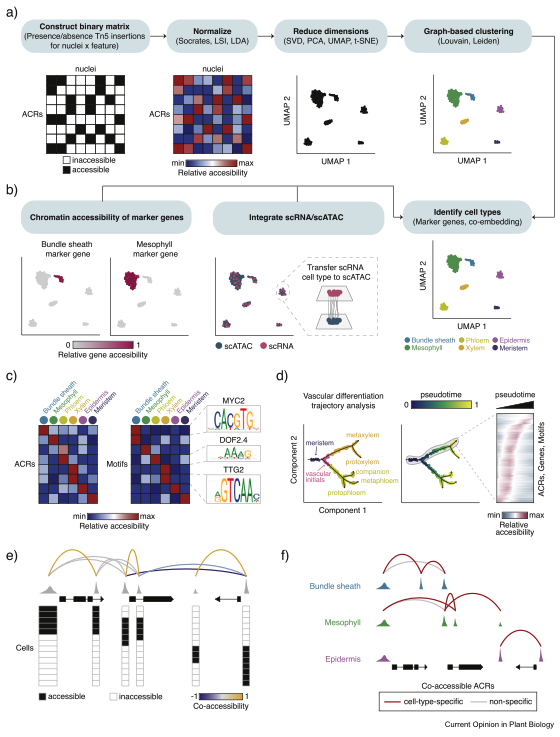 a)
Construct binary matrix
(Presence/absence Tn5 insertions
for nuclei x feature)
Normalize
(Socrates, LSI, LDA)
Reduce dimensions
(SVD, PCA, UMAP, t-SNE)
Graph-based clustering
(Louvain, Leiden)
nuclei
ACRs
inaccessible
accessible
nuclei
ACRs
min
max
Relative accessibility
UMAP 2
UMAP 1
UMAP 2
UMAP 1
b)
Chromatin accessibility of marker genes
Integrate scRNA/scATAC
Identify cell types
(Marker genes, co-embedding)
Bundle sheath
marker gene
Mesophyll
marker gene
0
1
Relative gene accesibility
Transfer scRNA
cell type to scATAC
scATAC
scRNA
UMAP 2
UMAP 1
Bundle sheath
Phloem
Epidermis
Mesophyll
Xylem
Meristem
c)
Bundle sheath
Mesophyll
Phloem
Xylem
Epidermis
Meristem
ACRs
Bundle sheath
Mesophyll
Phloem
Xylem
Epidermis
Meristem
Motifs
min
max
Relative accesibility
MYC2
CACGTG
DOF2.4
AAAG
TTG2
GTCAA
d)
Vascular differentiation
trajectory analysis
Component 2
Component 1
meristem
vascular
initials
metaxylem
protoxylem
companion
metaphloem
protaphloem
pseudotime
0
1
pseudotime
ACRs, Genes, Motifs
min
max
Relative
accesibility
e)
Cells
accessible
inaccessible
-1
1
Co-accesibility
f)
Bundle sheath
Mesophyll
Epidermis
Co-accessible ACRs
cell-type-specific
non-specific
Current Opinion in Plant Biology